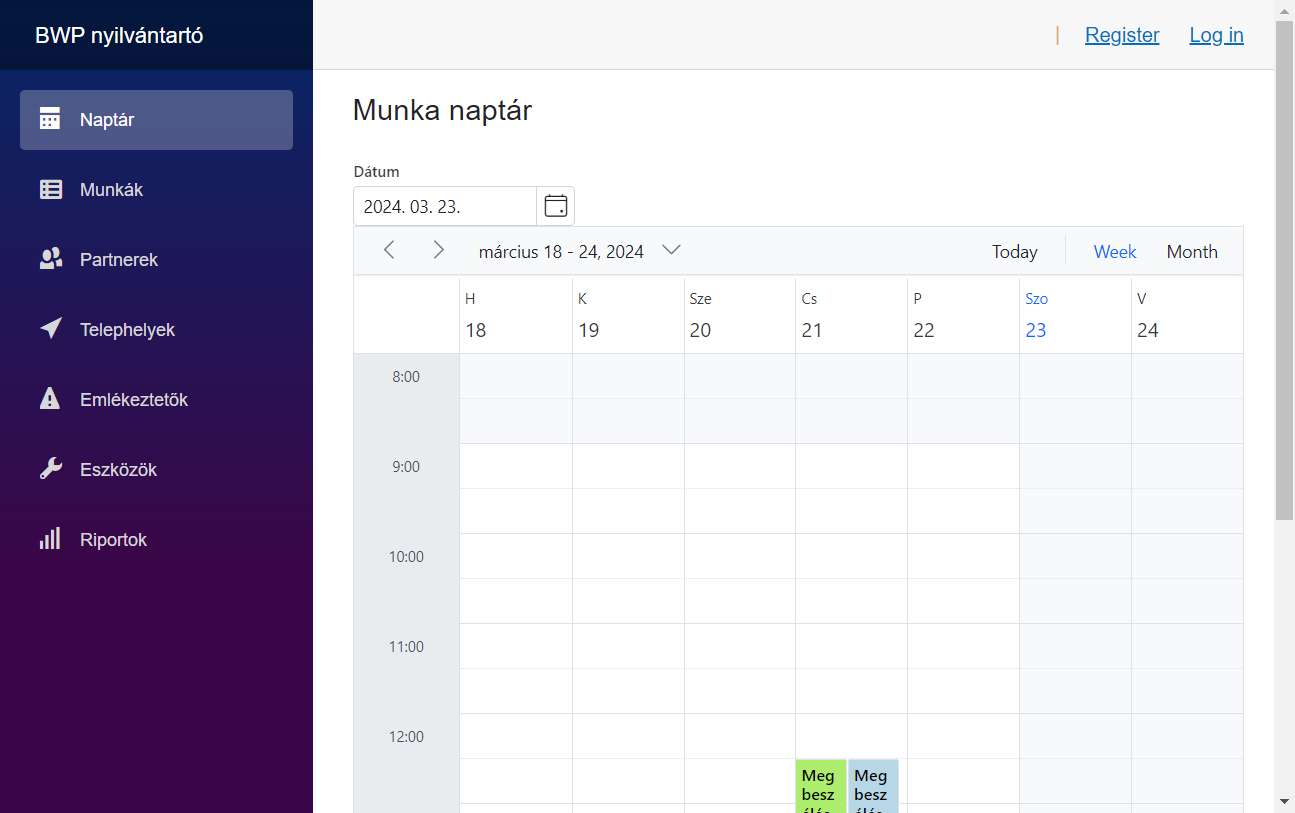 BWP nyilvántartó
| Register Log in
Naptár
Munkák
Partnerek
Telephelyek
Emlékeztetők
Eszközök
Riportok
Munka naptár
Dátum
2024. 03. 23.
március 18 - 24, 2024 Today Week Month
H K Sze Cs P Szo V
18 19 20 21 22 23 24
8:00
9:00
10:00
11:00
12:00
Meg Meg
besz besz
élés élés